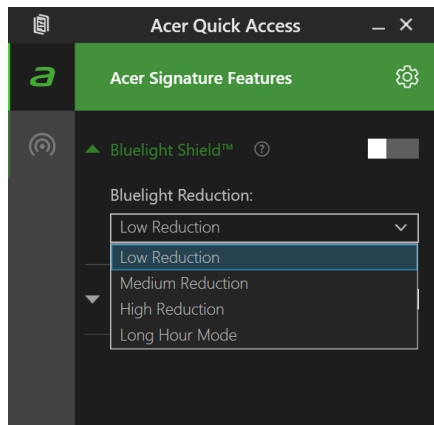 Acer Quick Access
a
Acer Signature Features
Bluelight Shield™ ?
Bluelight Reduction:
Low Reduction
Low Reduction
Medium Reduction
High Reduction
Long Hour Mode